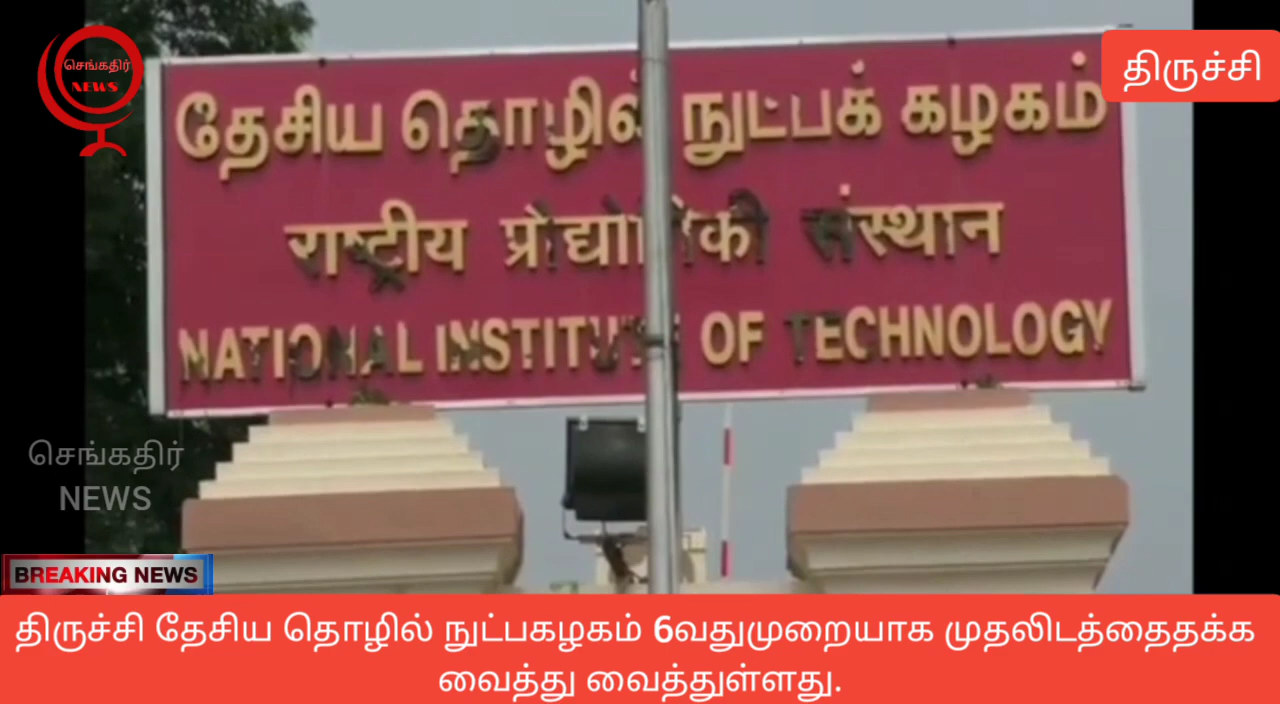 செங்கதிர்
NEWS
திருச்சி
தேசிய தொழில் நுட்பக் கழகம்
राष्ट्रीय प्रौद्योगिकी संस्थान
NATIONAL INSTITUTE OF TECHNOLOGY
செங்கதிர்
NEWS
BREAKING NEWS
திருச்சி தேசிய தொழில் நுட்பகழகம் 6வதுமுறையாக முதலிடத்தைதக்க
வைத்து வைத்துள்ளது.